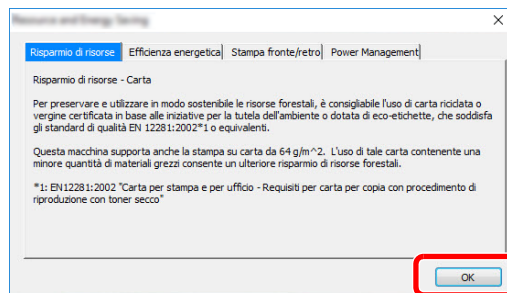 Resource and Energy Saving
Risparmio di risorse Efficienza energetica Stampa fronte/retro Power Management
Risparmio di risorse - Carta
Per preservare e utilizzare in modo sostenibile le risorse forestali, è consigliabile l'uso di carta riciclata o
vergine certificata in base alle iniziative per la tutela dell'ambiente o dotata di eco-etichette, che soddisfa
gli standard di qualità EN 12281:2002*1 o equivalenti.
Questa macchina supporta anche la stampa su carta da 64 g/m^2. L'uso di tale carta contenente una
minore quantità di materiali grezzi consente un ulteriore risparmio di risorse forestali.
*1: EN12281:2002 "Carta per stampa e per ufficio - Requisiti per carta per copia con procedimento di
riproduzione con toner secco"
OK